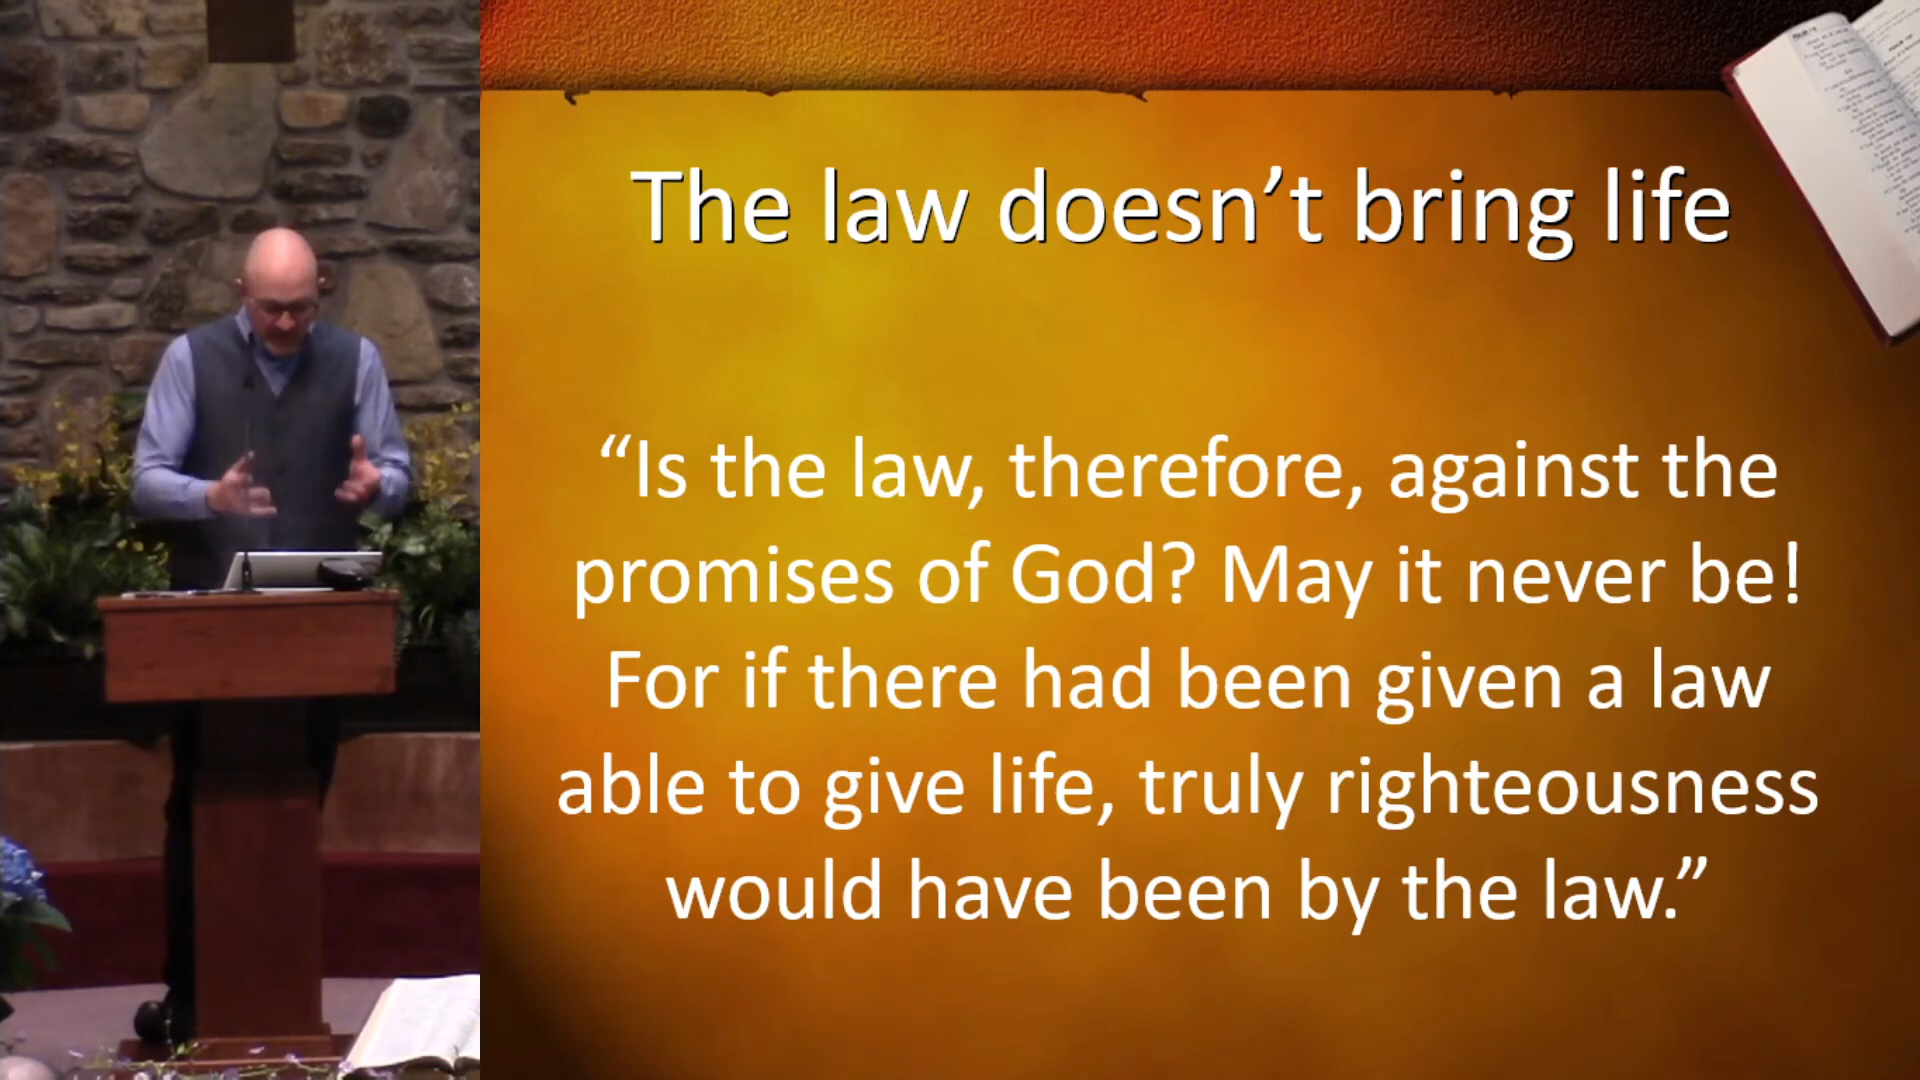 The law doesn’t bring life
“Is the law, therefore, against the
promises of God? May it never be!
For if there had been given a law
able to give life, truly righteousness
would have been by the law.”